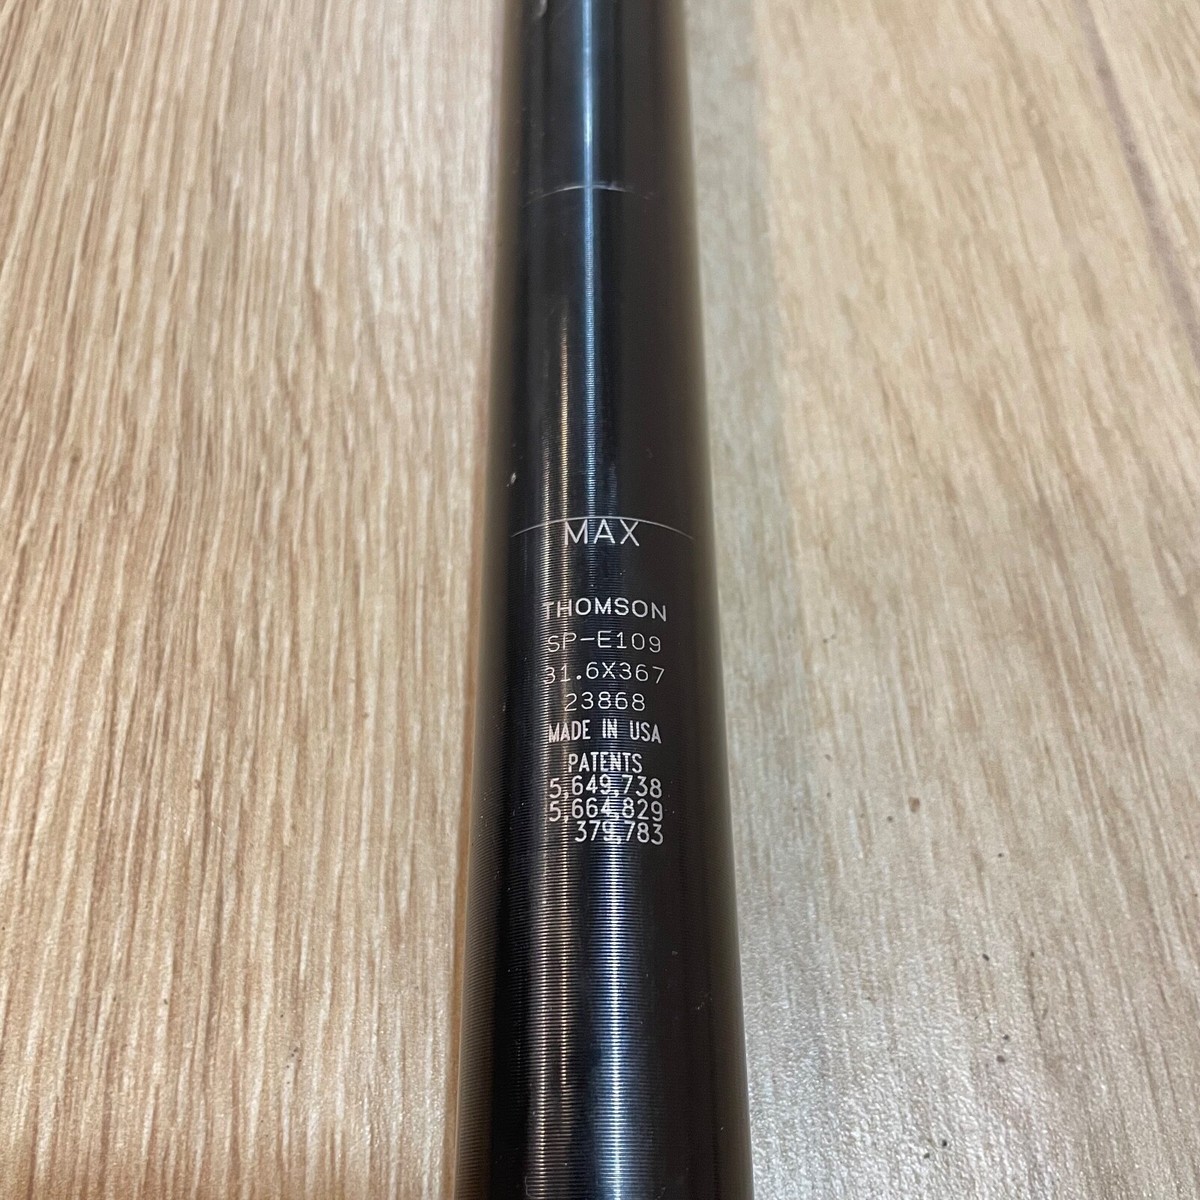 MAX
THOMSON
SP-E109
31.6X367
23868
MADE IN USA
PATENTS
5,649,738
5,664,829
379,783